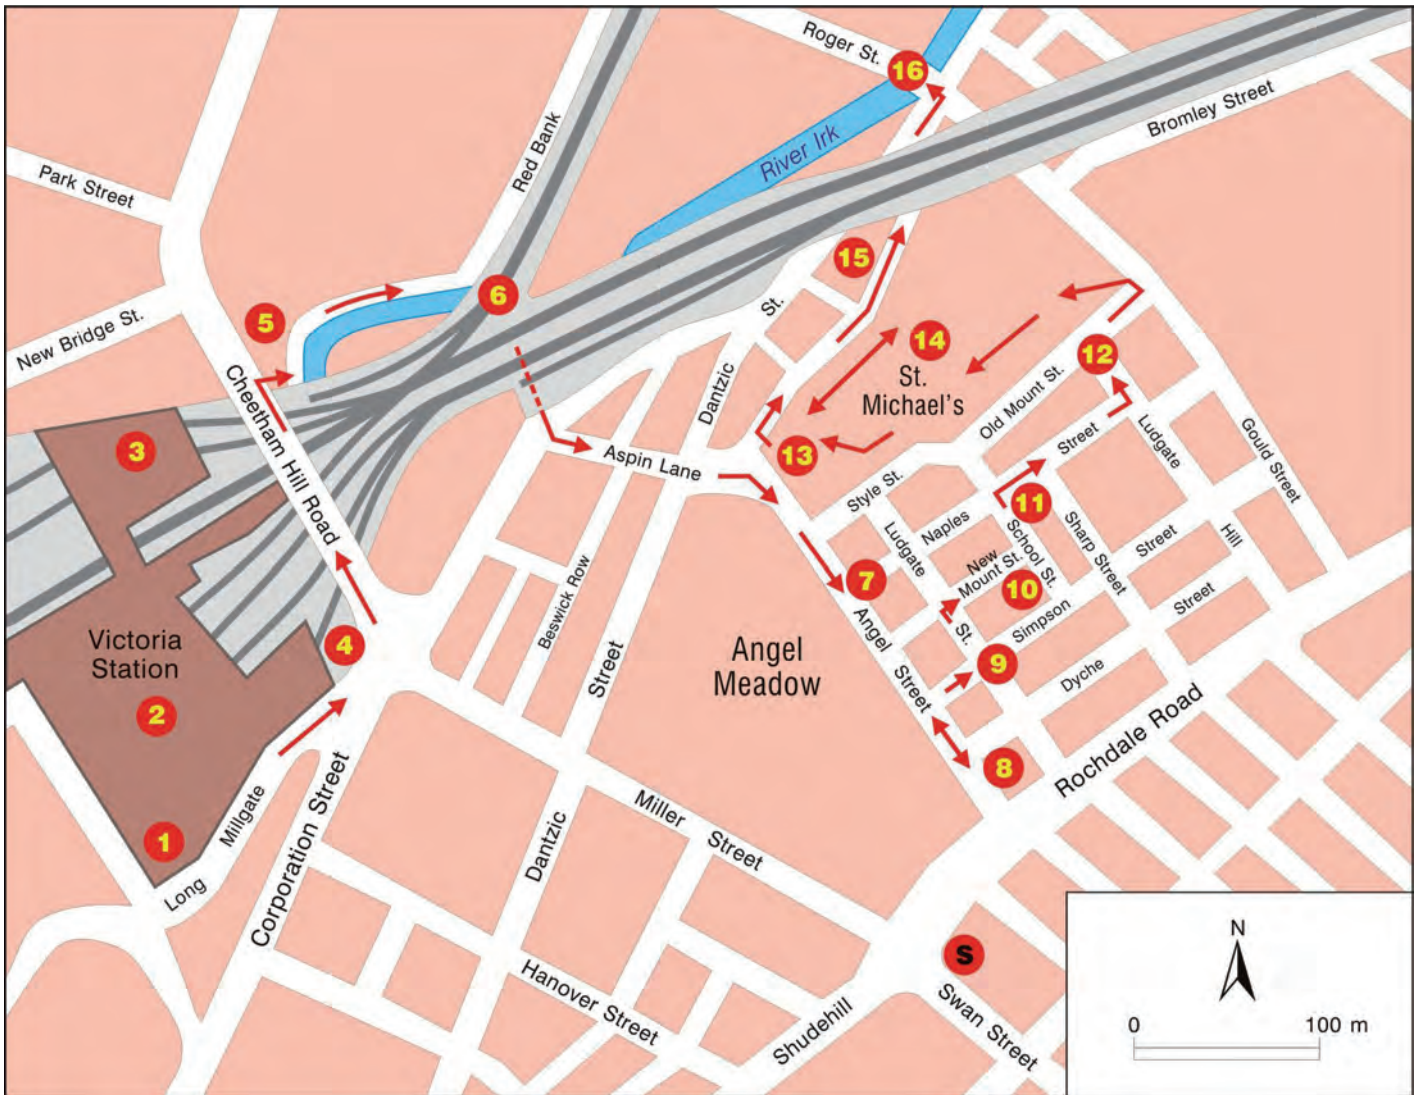 Roger St.
16
River Irk
Bromley Street
Red Bank
Park Street
New Bridge St.
5
6
15
St.
Dantzic
14
St.
Michael's
12
Old Mount St.
Ludgate
Gould Street
3
Cheetham Hill Road
Aspin Lane
13
Style St.
Naples
Street
11
Ludgate
St.
New
Mount St.
School St.
Sharp Street
Street
Hill
Street
7
10
Simpson
9
Dyche
Angel
Street
8
Angel
Meadow
Beswick Row
Street
Dantzic
Victoria
Station
4
2
1
Long
Millgate
Corporation Street
Miller
Street
Hanover Street
Rochdale Road
S
Swan Street
Shudehill
N
0
100 m